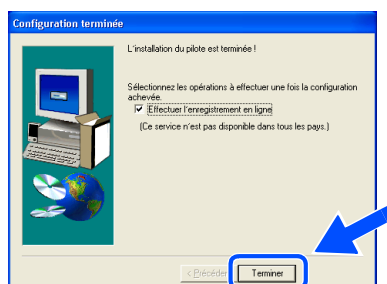 Configuration terminée
L'installation du pilote est terminée !
Sélectionnez les opérations à effectuer une fois la configuration
achevée.
Effectuer l'enregistrement en ligne
(Ce service n'est pas disponible dans tous les pays.)
< Précéder
Terminer